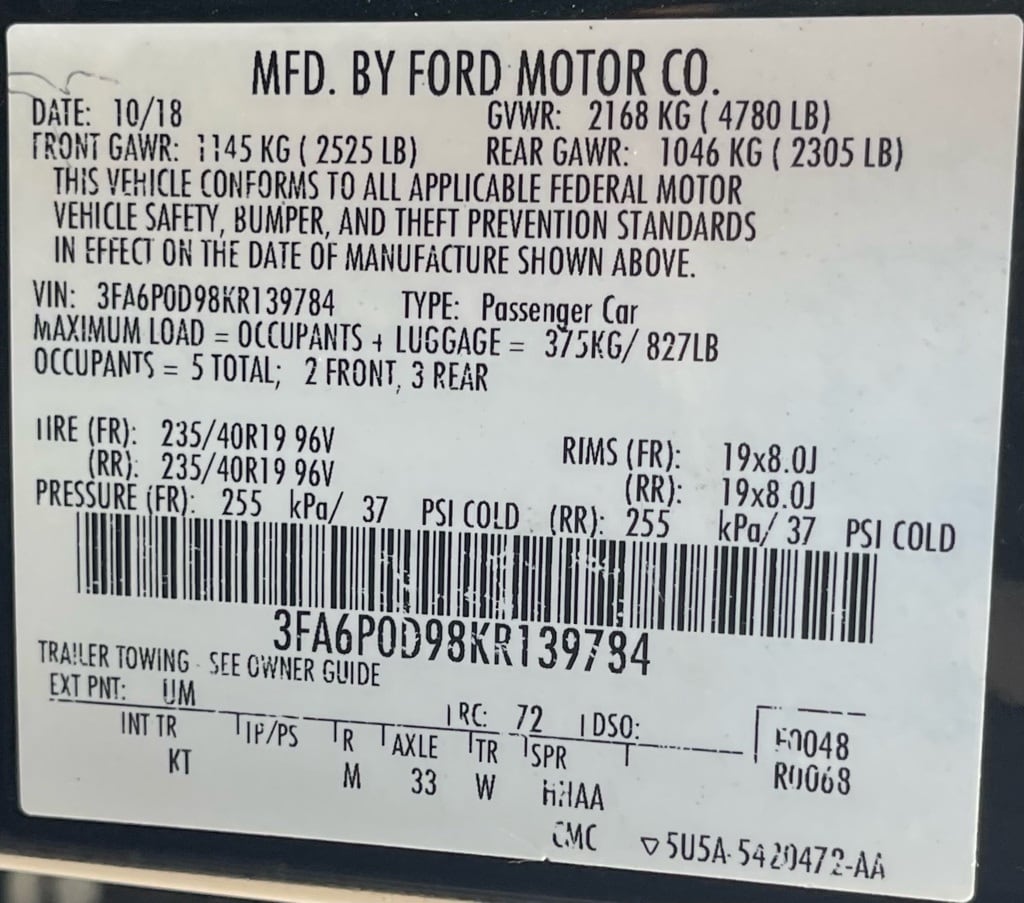 MFD. BY FORD MOTOR CO.
DATE: 10/18 GVWR: 2168 KG ( 4780 LB)
FRONT GAWR: 1145 KG ( 2525 LB) REAR GAWR: 1046 KG ( 2305 LB)
THIS VEHICLE CONFORMS TO ALL APPLICABLE FEDERAL MOTOR
VEHICLE SAFETY, BUMPER, AND THEFT PREVENTION STANDARDS
IN EFFECT ON THE DATE OF MANUFACTURE SHOWN ABOVE.
VIN: 3FA6P0D98KR139784 TYPE: Passenger Car
MAXIMUM LOAD = OCCUPANTS + LUGGAGE = 375KG/ 827LB
OCCUPANTS = 5 TOTAL; 2 FRONT, 3 REAR
TIRE (FR): 235/40R19 96V RIMS (FR): 19x8.0J
(RR): 235/40R19 96V (RR): 19x8.0J
PRESSURE (FR): 255 kPa/ 37 PSI COLD (RR): 255 kPa/ 37 PSI COLD
3FA6P0D98KR139784
TRAILER TOWING - SEE OWNER GUIDE
EXT PNT: UM RC: 72 DSO:
INT TR IP/PS R AXLE TR SPR F0048
KT M 33 W HHAA R0068
CMC ▽ 5U5A-5420472-AA